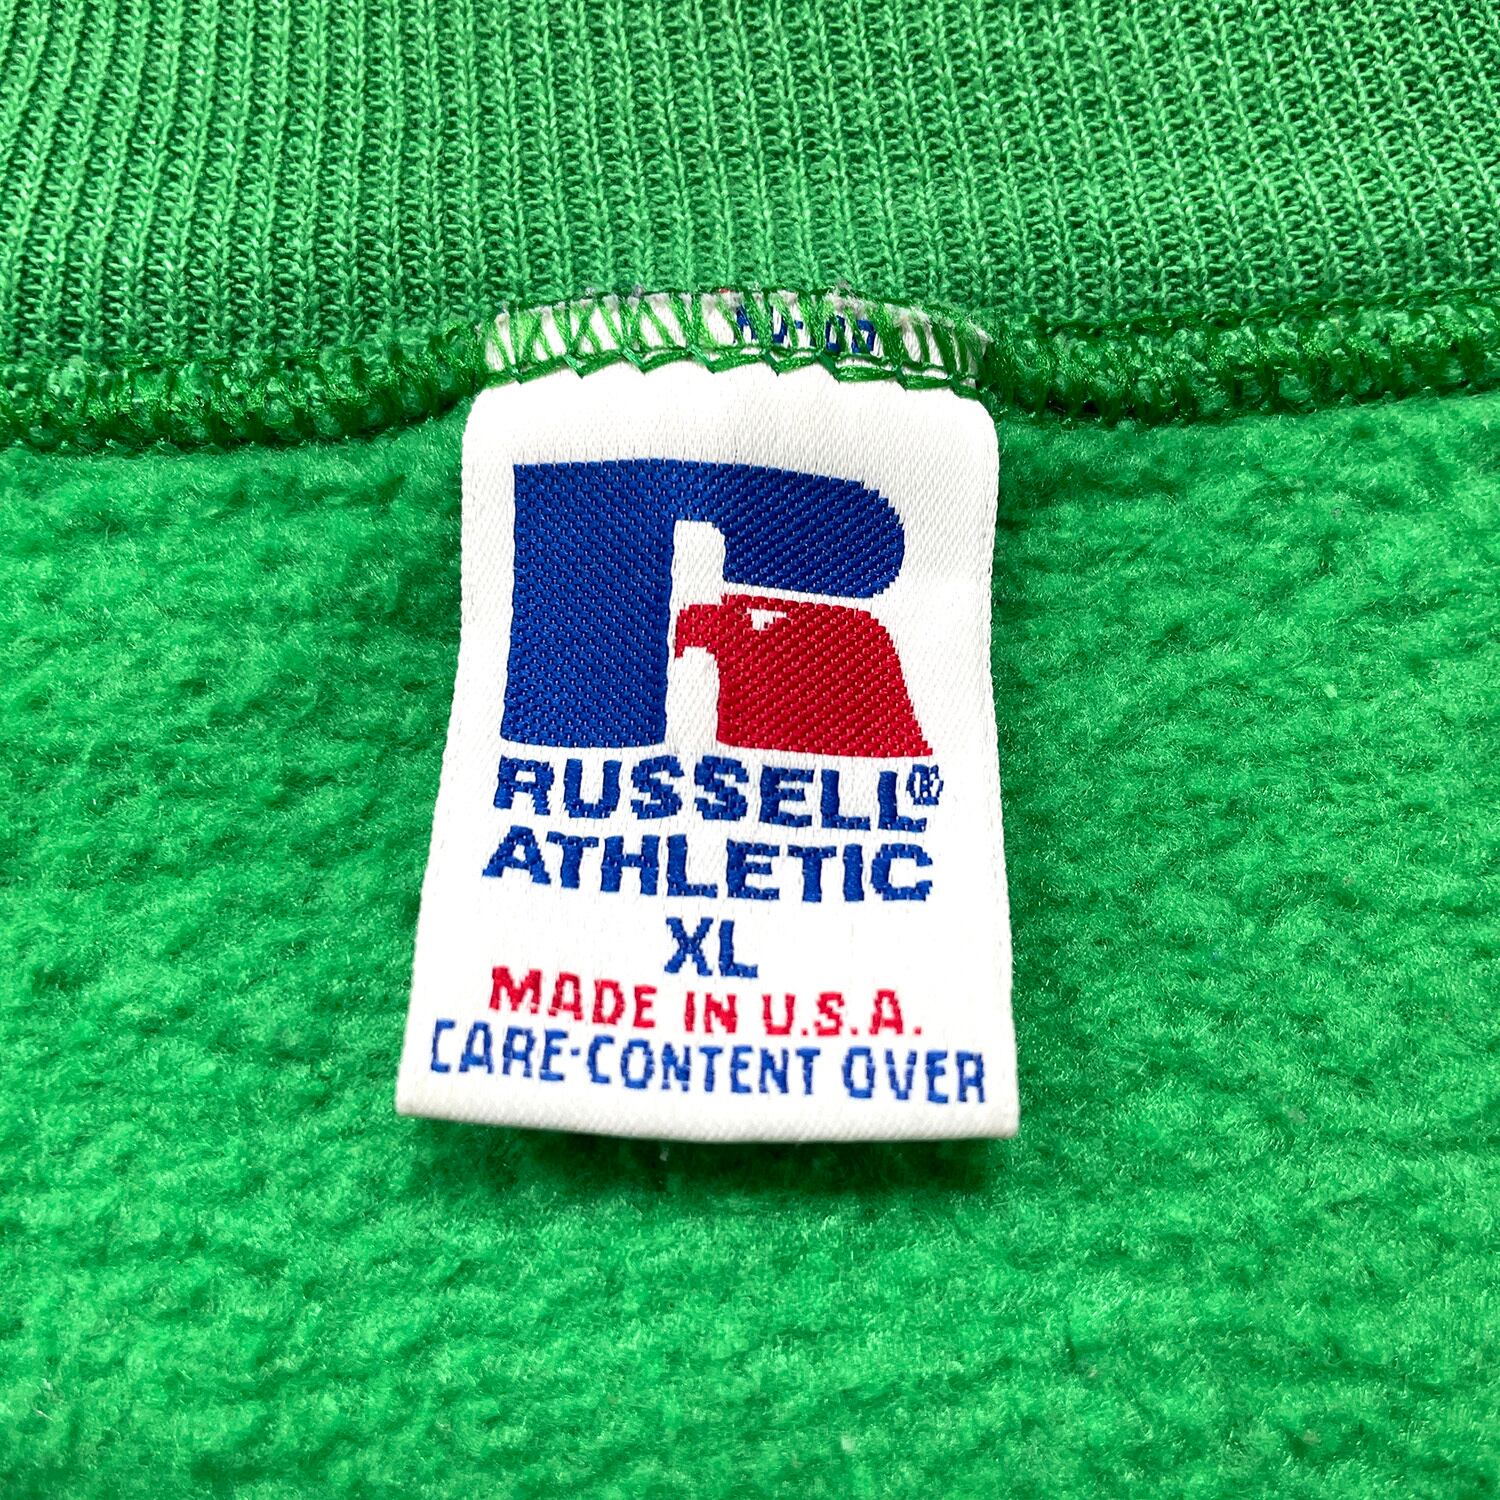 RUSSELL®
ATHLETIC
XL
MADE IN U.S.A.
CARE-CONTENT OVER